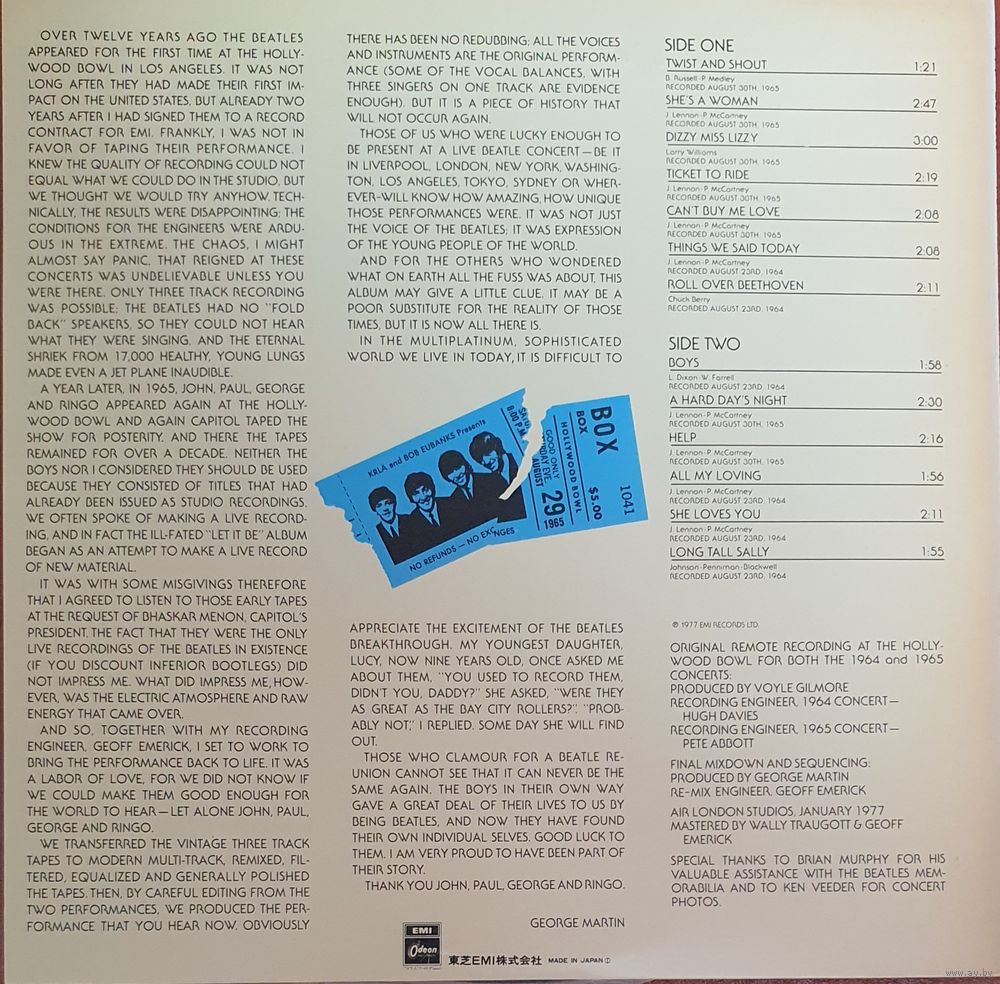 OVER TWELVE YEARS AGO THE BEATLES
APPEARED FOR THE FIRST TIME AT THE HOLLY-
WOOD BOWL IN LOS ANGELES. IT WAS NOT
LONG AFTER THEY HAD MADE THEIR FIRST IM-
PACT ON THE UNITED STATES, BUT ALREADY TWO
YEARS AFTER I HAD SIGNED THEM TO A RECORD
CONTRACT FOR EMI. FRANKLY, I WAS NOT IN
FAVOR OF TAPING THEIR PERFORMANCE. I
KNEW THE QUALITY OF RECORDING COULD NOT
EQUAL WHAT WE COULD DO IN THE STUDIO, BUT
WE THOUGHT WE WOULD TRY ANYHOW. TECH-
NICALLY, THE RESULTS WERE DISAPPOINTING; THE
CONDITIONS FOR THE ENGINEERS WERE ARDU-
OUS IN THE EXTREME. THE CHAOS, I MIGHT
ALMOST SAY PANIC, THAT REIGNED AT THESE
CONCERTS WAS UNBELIEVABLE UNLESS YOU
WERE THERE. ONLY THREE TRACK RECORDING
WAS POSSIBLE; THE BEATLES HAD NO "FOLD
BACK" SPEAKERS, SO THEY COULD NOT HEAR
WHAT THEY WERE SINGING, AND THE ETERNAL
SHRIEK FROM 17,000 HEALTHY, YOUNG LUNGS
MADE EVEN A JET PLANE INAUDIBLE.
A YEAR LATER, IN 1965, JOHN, PAUL, GEORGE
AND RINGO APPEARED AGAIN AT THE HOLLY-
WOOD BOWL AND AGAIN CAPITOL TAPED THE
SHOW FOR POSTERITY. AND THERE THE TAPES
REMAINED FOR OVER A DECADE. NEITHER THE
BOYS NOR I CONSIDERED THEY SHOULD BE USED
BECAUSE THEY CONSISTED OF TITLES THAT HAD
ALREADY BEEN ISSUED AS STUDIO RECORDINGS.
WE OFTEN SPOKE OF MAKING A LIVE RECORD-
ING, AND IN FACT THE ILL-FATED "LET IT BE" ALBUM
BEGAN AS AN ATTEMPT TO MAKE A LIVE RECORD
OF NEW MATERIAL.
IT WAS WITH SOME MISGIVINGS THEREFORE
THAT I AGREED TO LISTEN TO THOSE EARLY TAPES
AT THE REQUEST OF BHASKAR MENON, CAPITOL'S
PRESIDENT. THE FACT THAT THEY WERE THE ONLY
LIVE RECORDINGS OF THE BEATLES IN EXISTENCE
(IF YOU DISCOUNT INFERIOR BOOTLEGS) DID
NOT IMPRESS ME. WHAT DID IMPRESS ME, HOW-
EVER, WAS THE ELECTRIC ATMOSPHERE AND RAW
ENERGY THAT CAME OVER.
AND SO, TOGETHER WITH MY RECORDING
ENGINEER, GEOFF EMERICK, I SET TO WORK TO
BRING THE PERFORMANCE BACK TO LIFE. IT WAS
A LABOR OF LOVE, FOR WE DID NOT KNOW IF
WE COULD MAKE THEM GOOD ENOUGH FOR
THE WORLD TO HEAR—LET ALONE JOHN, PAUL,
GEORGE AND RINGO.
WE TRANSFERRED THE VINTAGE THREE TRACK
TAPES TO MODERN MULTI-TRACK, REMIXED, FIL-
TERED, EQUALIZED AND GENERALLY POLISHED
THE TAPES. THEN, BY CAREFUL EDITING FROM THE
TWO PERFORMANCES, WE PRODUCED THE PER-
FORMANCE THAT YOU HEAR NOW. OBVIOUSLY
THERE HAS BEEN NO REDUBBING; ALL THE VOICES
AND INSTRUMENTS ARE THE ORIGINAL PERFORM-
ANCE (SOME OF THE VOCAL BALANCES, WITH
THREE SINGERS ON ONE TRACK ARE EVIDENCE
ENOUGH). BUT IT IS A PIECE OF HISTORY THAT
WILL NOT OCCUR AGAIN.
THOSE OF US WHO WERE LUCKY ENOUGH TO
BE PRESENT AT A LIVE BEATLE CONCERT—BE IT
IN LIVERPOOL, LONDON, NEW YORK, WASHING-
TON, LOS ANGELES, TOKYO, SYDNEY OR WHER-
EVER-WILL KNOW HOW AMAZING, HOW UNIQUE
THOSE PERFORMANCES WERE. IT WAS NOT JUST
THE VOICE OF THE BEATLES; IT WAS EXPRESSION
OF THE YOUNG PEOPLE OF THE WORLD.
AND FOR THE OTHERS WHO WONDERED
WHAT ON EARTH ALL THE FUSS WAS ABOUT, THIS
ALBUM MAY GIVE A LITTLE CLUE. IT MAY BE A
POOR SUBSTITUTE FOR THE REALITY OF THOSE
TIMES, BUT IT IS NOW ALL THERE IS.
IN THE MULTIPLATINUM, SOPHISTICATED
WORLD WE LIVE IN TODAY, IT IS DIFFICULT TO
KRLA and BOB EUBANKS Presents
NO REFUNDS — NO EXC NGES
8:00 P.M.
SATU
GOOD ONLY
TURDAY EVE
AUGUST
29
1965
HOLLYWOOD BOWL
BOX
BOX
$5.00
1041
APPRECIATE THE EXCITEMENT OF THE BEATLES
BREAKTHROUGH. MY YOUNGEST DAUGHTER,
LUCY, NOW NINE YEARS OLD, ONCE ASKED ME
ABOUT THEM, "YOU USED TO RECORD THEM,
DIDN'T YOU, DADDY?" SHE ASKED, "WERE THEY
AS GREAT AS THE BAY CITY ROLLERS?". "PROB-
ABLY NOT," I REPLIED. SOME DAY SHE WILL FIND
OUT.
THOSE WHO CLAMOUR FOR A BEATLE RE-
UNION CANNOT SEE THAT IT CAN NEVER BE THE
SAME AGAIN. THE BOYS IN THEIR OWN WAY
GAVE A GREAT DEAL OF THEIR LIVES TO US BY
BEING BEATLES, AND NOW THEY HAVE FOUND
THEIR OWN INDIVIDUAL SELVES. GOOD LUCK TO
THEM. I AM VERY PROUD TO HAVE BEEN PART OF
THEIR STORY.
THANK YOU JOHN, PAUL, GEORGE AND RINGO.
GEORGE MARTIN
EMI
Odeon
東芝EMI株式会社 MADE IN JAPAN Ⓘ
SIDE ONE
TWIST AND SHOUT 1:21
B. Russell-P. Medley
RECORDED AUGUST 30TH, 1965
SHE'S A WOMAN 2:47
J. Lennon-P. McCartney
RECORDED AUGUST 30TH, 1965
DIZZY MISS LIZZY 3:00
Larry Williams
RECORDED AUGUST 30TH, 1965
TICKET TO RIDE 2:19
J. Lennon-P. McCartney
RECORDED AUGUST 30TH, 1965
CAN'T BUY ME LOVE 2:08
J. Lennon-P. McCartney
RECORDED AUGUST 30TH, 1965
THINGS WE SAID TODAY 2:08
J. Lennon-P. McCartney
RECORDED AUGUST 23RD, 1964
ROLL OVER BEETHOVEN 2:11
Chuck Berry
RECORDED AUGUST 23RD, 1964
SIDE TWO
BOYS 1:58
L. Dixon-W. Farrell
RECORDED AUGUST 23RD, 1964
A HARD DAY'S NIGHT 2:30
J. Lennon-P. McCartney
RECORDED AUGUST 30TH, 1965
HELP 2:16
J. Lennon-P. McCartney
RECORDED AUGUST 30TH, 1965
ALL MY LOVING 1:56
J. Lennon-P. McCartney
RECORDED AUGUST 23RD, 1964
SHE LOVES YOU 2:11
J. Lennon-P. McCartney
RECORDED AUGUST 23RD, 1964
LONG TALL SALLY 1:55
Johnson-Penniman-Blackwell
RECORDED AUGUST 23RD, 1964
℗ 1977 EMI RECORDS LTD.
ORIGINAL REMOTE RECORDING AT THE HOLLY-
WOOD BOWL FOR BOTH THE 1964 and 1965
CONCERTS:
PRODUCED BY VOYLE GILMORE
RECORDING ENGINEER, 1964 CONCERT—
HUGH DAVIES
RECORDING ENGINEER, 1965 CONCERT—
PETE ABBOTT
FINAL MIXDOWN AND SEQUENCING:
PRODUCED BY GEORGE MARTIN
RE-MIX ENGINEER, GEOFF EMERICK
AIR LONDON STUDIOS, JANUARY 1977
MASTERED BY WALLY TRAUGOTT & GEOFF
EMERICK
SPECIAL THANKS TO BRIAN MURPHY FOR HIS
VALUABLE ASSISTANCE WITH THE BEATLES MEM-
ORABILIA AND TO KEN VEEDER FOR CONCERT
PHOTOS.
www.ay.by